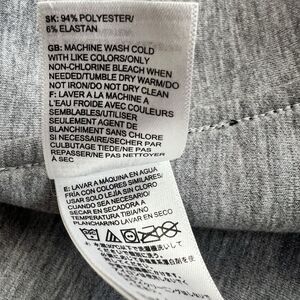 SK: 94% POLYESTER/
6% ELASTAN
GB: MACHINE WASH COLD
WITH LIKE COLORS/ONLY
NON-CHLORINE BLEACH WHEN
NEEDED/TUMBLE DRY WARM/DO
NOT IRON/DO NOT DRY CLEAN
F: LAVER A LA MACHINE A
L'EAU FROIDE AVEC COULEURS
SEMBLABLES/UTILISER
SEULEMENT AGENT DE
BLANCHIMENT SANS CHLORE
SI NECESSAIRE/SECHER PAR
CULBUTAGE TIEDE/NE PAS
REPASSER/NE PAS NETTOYER
A SEC
E: LAVAR A MÁQUINA EN AGUA
FRÍA CON COLORES SIMILARES/
USAR SOLO LEJÍA SIN CLORO
CUANDO SEA NECESARIO/
SECAR EN SECADORA A
TEMPERATURA TIBIA/NO
PLANCHAR/NO LAVAR EN SECO